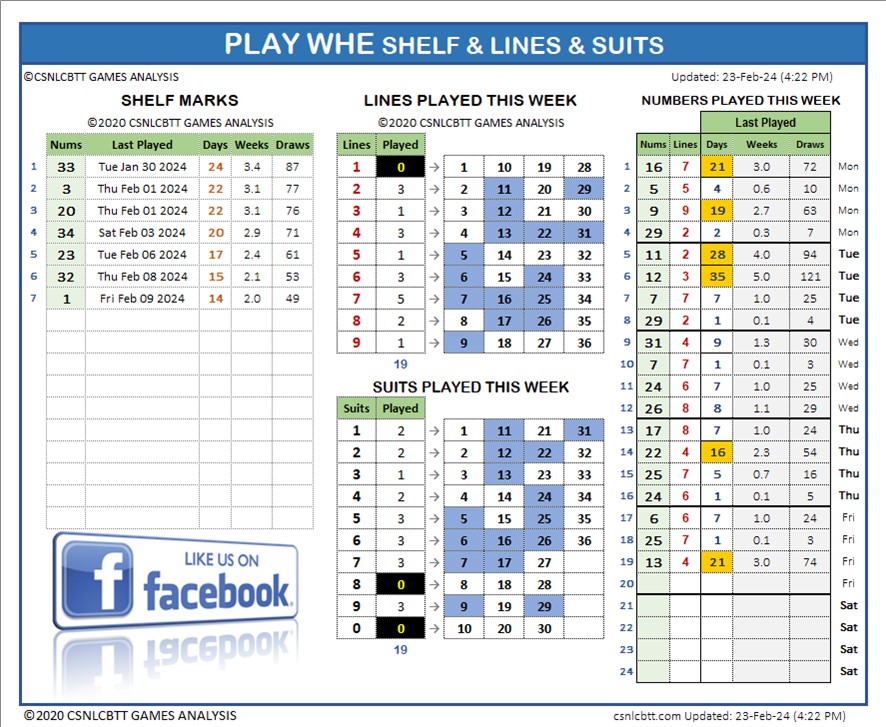 PLAY WHE SHELF & LINES & SUITS
©CSNLCBTT GAMES ANALYSIS
Updated: 23-Feb-24 (4:22 PM)
SHELF MARKS
©2020 CSNLCBTT GAMES ANALYSIS
Nums Last Played Days Weeks Draws
1 33 Tue Jan 30 2024 24 3.4 87
2 3 Thu Feb 01 2024 22 3.1 77
3 20 Thu Feb 01 2024 22 3.1 76
4 34 Sat Feb 03 2024 20 2.9 71
5 23 Tue Feb 06 2024 17 2.4 61
6 32 Thu Feb 08 2024 15 2.1 53
7 1 Fri Feb 09 2024 14 2.0 49
LIKE US ON
f facebook
LINES PLAYED THIS WEEK
©2020 CSNLCBTT GAMES ANALYSIS
Lines Played
1 0 → 1 10 19 28
2 3 → 2 11 20 29
3 1 → 3 12 21 30
4 3 → 4 13 22 31
5 1 → 5 14 23 32
6 3 → 6 15 24 33
7 5 → 7 16 25 34
8 2 → 8 17 26 35
9 1 → 9 18 27 36
19
SUITS PLAYED THIS WEEK
Suits Played
1 2 → 1 11 21 31
2 2 → 2 12 22 32
3 1 → 3 13 23 33
4 2 → 4 14 24 34
5 3 → 5 15 25 35
6 3 → 6 16 26 36
7 3 → 7 17 27
8 0 → 8 18 28
9 3 → 9 19 29
0 0 → 10 20 30
19
NUMBERS PLAYED THIS WEEK
Last Played
Nums Lines Days Weeks Draws
1 16 7 21 3.0 72 Mon
2 5 5 4 0.6 10 Mon
3 9 9 19 2.7 63 Mon
4 29 2 2 0.3 7 Mon
5 11 2 28 4.0 94 Tue
6 12 3 35 5.0 121 Tue
7 7 7 7 1.0 25 Tue
8 29 2 1 0.1 4 Tue
9 31 4 9 1.3 30 Wed
10 7 7 1 0.1 3 Wed
11 24 6 7 1.0 25 Wed
12 26 8 8 1.1 29 Wed
13 17 8 7 1.0 24 Thu
14 22 4 16 2.3 54 Thu
15 25 7 5 0.7 16 Thu
16 24 6 1 0.1 5 Thu
17 6 6 7 1.0 24 Fri
18 25 7 1 0.1 3 Fri
19 13 4 21 3.0 74 Fri
20 Fri
21 Sat
22 Sat
23 Sat
24 Sat
©2020 CSNLCBTT GAMES ANALYSIS
csnlcbtt.com Updated: 23-Feb-24 (4:22 PM)